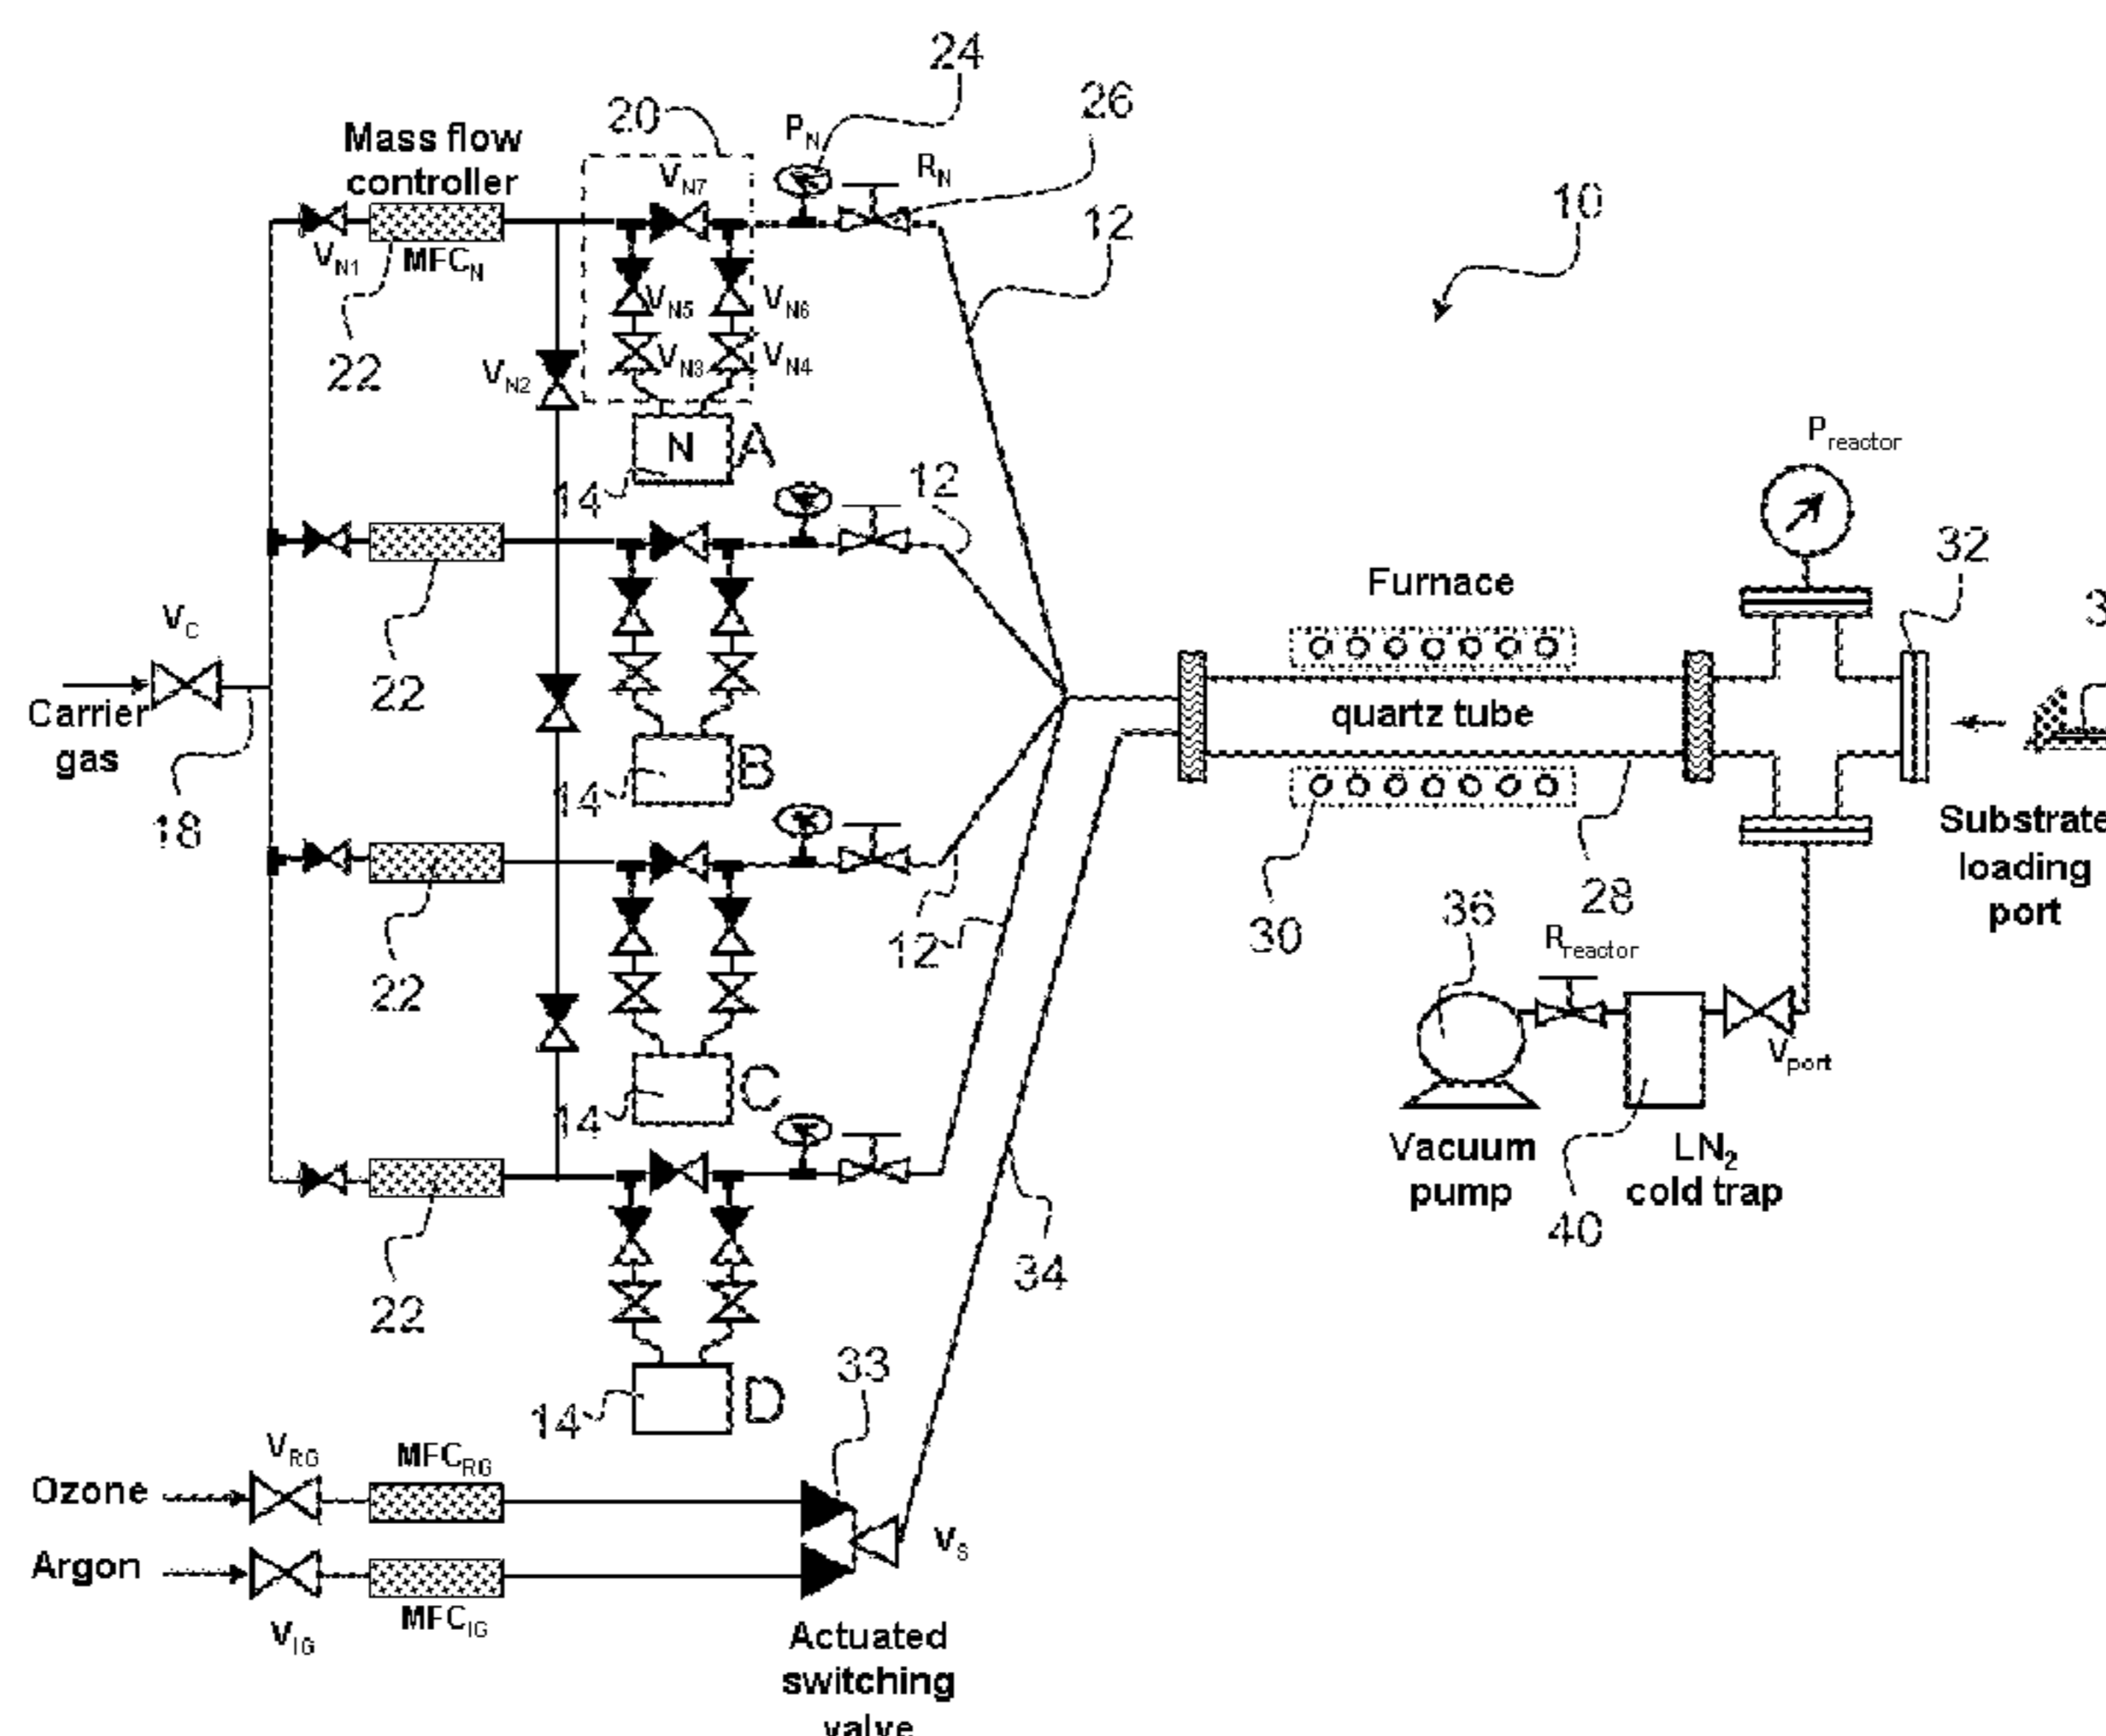 24
20
P_N
26
Mass flow
controller
V_N7
R_N
12
10
V_N1
MFC_N
V_N5
V_N6
22
V_N2
V_N3
V_N4
N
A
14
12
P_reactor
32
Furnace
V_C
Carrier
gas
22
quartz tube
B
14
18
Substrate
loading
port
22
12
30
28
36
R_reactor
V_port
C
14
Vacuum
pump
LN_2
cold trap
40
22
34
33
D
14
V_RG
MFC_RG
Ozone
Argon
V_S
V_IG
MFC_IG
Actuated
switching
valve